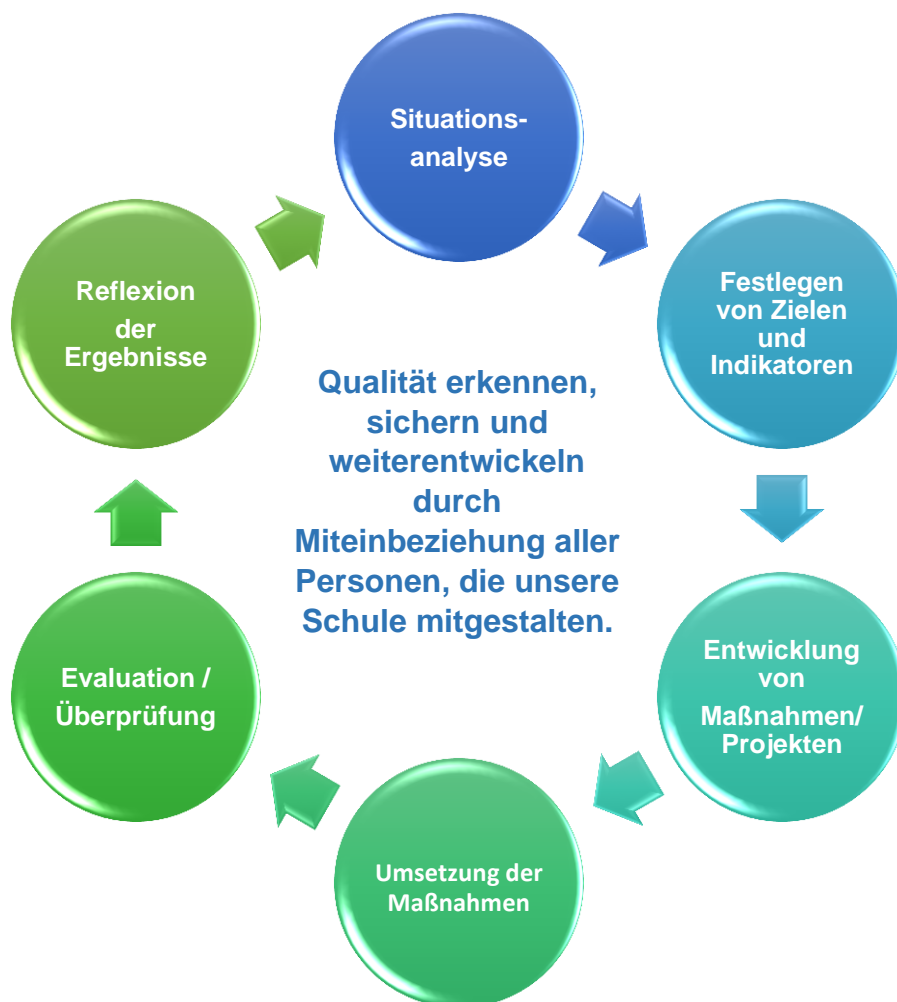 Situations-
analyse
Festlegen
von Zielen
und
Indikatoren
Entwicklung
von
Maßnahmen/
Projekten
Umsetzung der
Maßnahmen
Evaluation /
Überprüfung
Reflexion
der
Ergebnisse
Qualität erkennen,
sichern und
weiterentwickeln
durch
Miteinbeziehung aller
Personen, die unsere
Schule mitgestalten.